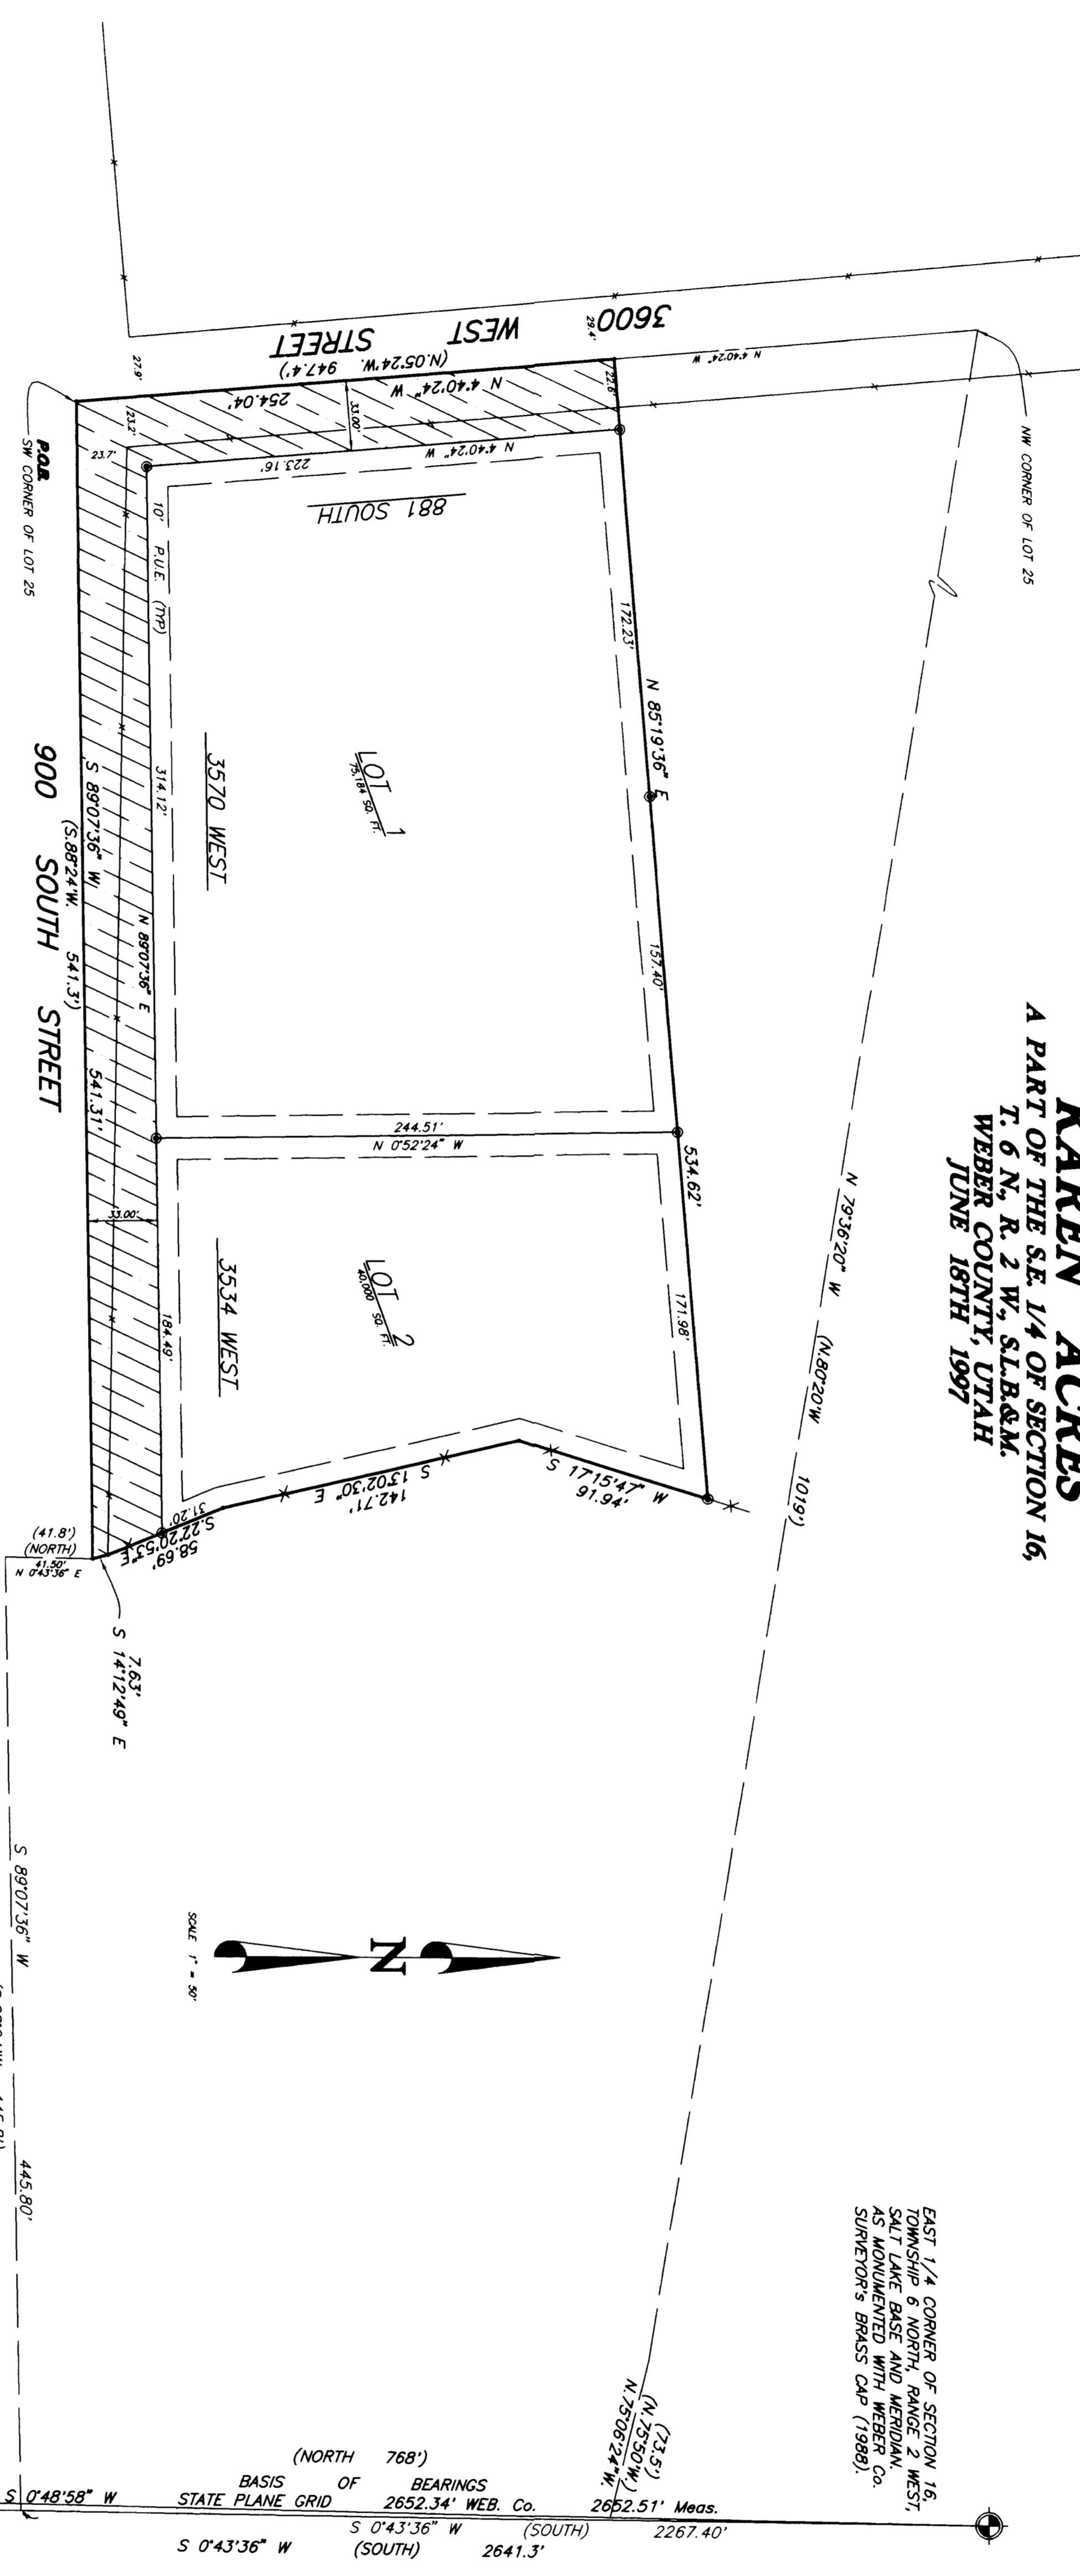 KAREN ACRES
A PART OF THE S.E. 1/4 OF SECTION 16,
T. 6 N., R. 2 W., S.L.B.&M.
WEBER COUNTY, UTAH
JUNE 18TH 1997
3600 WEST STREET
29.4'
(N.05°24'W. 947.4')
N 4°40'24" W
27.9'
22.6'
N 4°40'24" W
254.04'
33.00'
23.2'
23.7'
N 4°40'24" W
223.16'
NW CORNER OF LOT 25
P.O.B.
SW CORNER OF LOT 25
881 SOUTH
10' P.U.E. (TYP)
172.23'
N 85°19'36" E
157.40'
534.62'
171.98'
LOT 1
75,184 SQ. FT.
3570 WEST
314.12'
N 89°07'36" E
S 89°07'36" W
(S.88°24'W. 541.3')
541.31'
900 SOUTH STREET
244.51'
N 0°52'24" W
33.00'
LOT 2
40,000 SQ. FT.
3534 WEST
184.49'
N 79°36'20" W
(N.80°20'W 1019')
S 17°15'47" W
91.94'
S 13°02'30" E
142.71'
31.20'
S.22°20'53"E
58.69'
(41.8')
(NORTH)
41.50'
N 0°43'36" E
7.63'
S 14°12'49" E
S 89°07'36" W
445.80'
SCALE 1" = 50'
N
EAST 1/4 CORNER OF SECTION 16,
TOWNSHIP 6 NORTH, RANGE 2 WEST,
SALT LAKE BASE AND MERIDIAN.
AS MONUMENTED WITH WEBER Co.
SURVEYOR's BRASS CAP (1988).
(73.5')
(N.75°50'W.)
N.75°06'24"W.
(NORTH 768')
BASIS OF BEARINGS
S 0°48'58" W
STATE PLANE GRID 2652.34' WEB. Co. 2652.51' Meas.
S 0°43'36" W (SOUTH) 2267.40'
S 0°43'36" W (SOUTH) 2641.3'